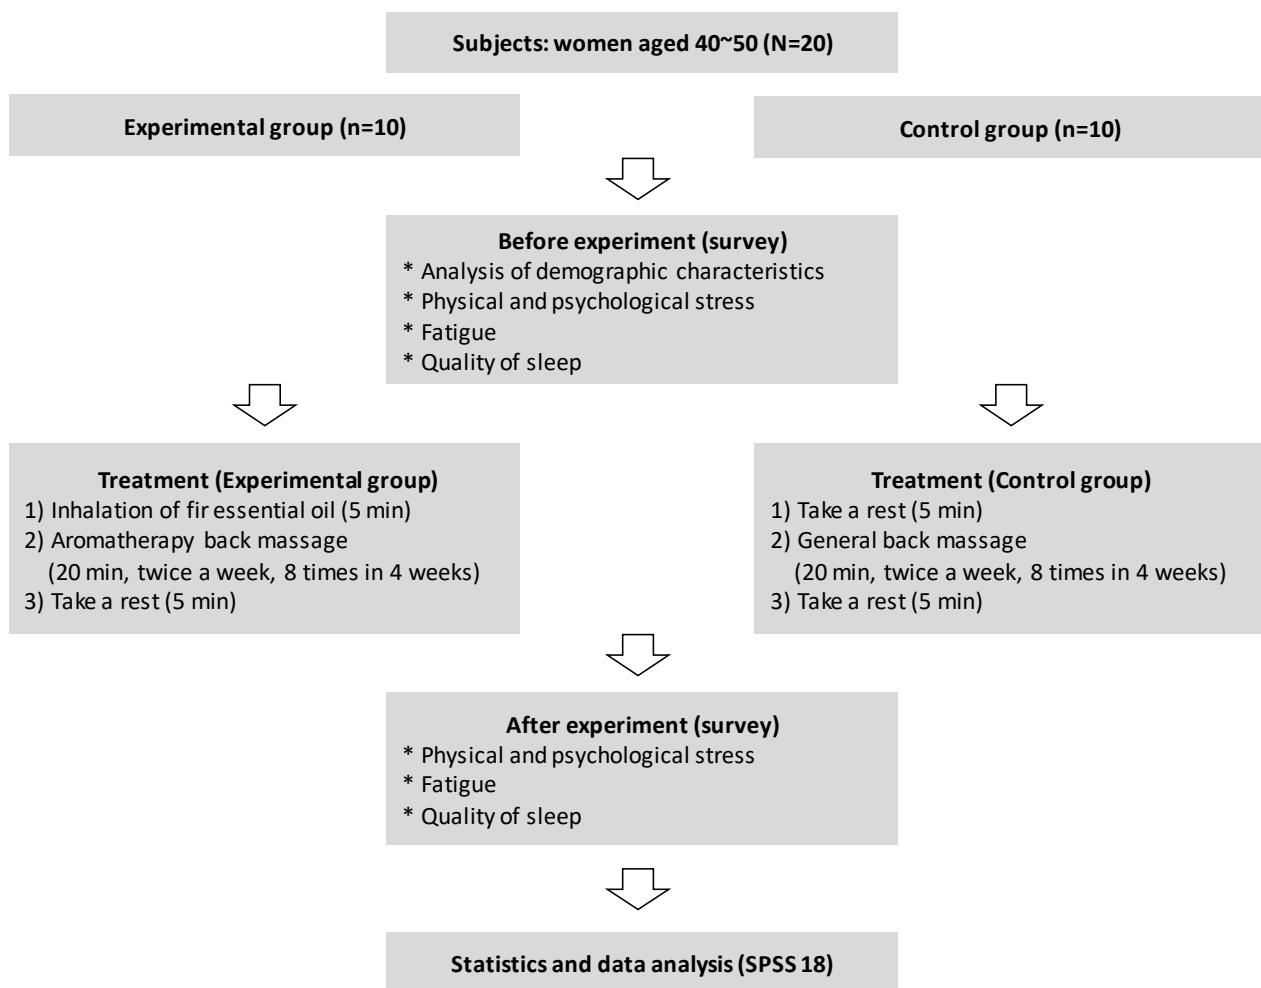 Subjects: women aged 40~50 (N=20)
Experimental group (n=10)
Control group (n=10)
Before experiment (survey)
* Analysis of demographic characteristics
* Physical and psychological stress
* Fatigue
* Quality of sleep
Treatment (Experimental group)
1) Inhalation of fir essential oil (5 min)
2) Aromatherapy back massage
(20 min, twice a week, 8 times in 4 weeks)
3) Take a rest (5 min)
Treatment (Control group)
1) Take a rest (5 min)
2) General back massage
(20 min, twice a week, 8 times in 4 weeks)
3) Take a rest (5 min)
After experiment (survey)
* Physical and psychological stress
* Fatigue
* Quality of sleep
Statistics and data analysis (SPSS 18)